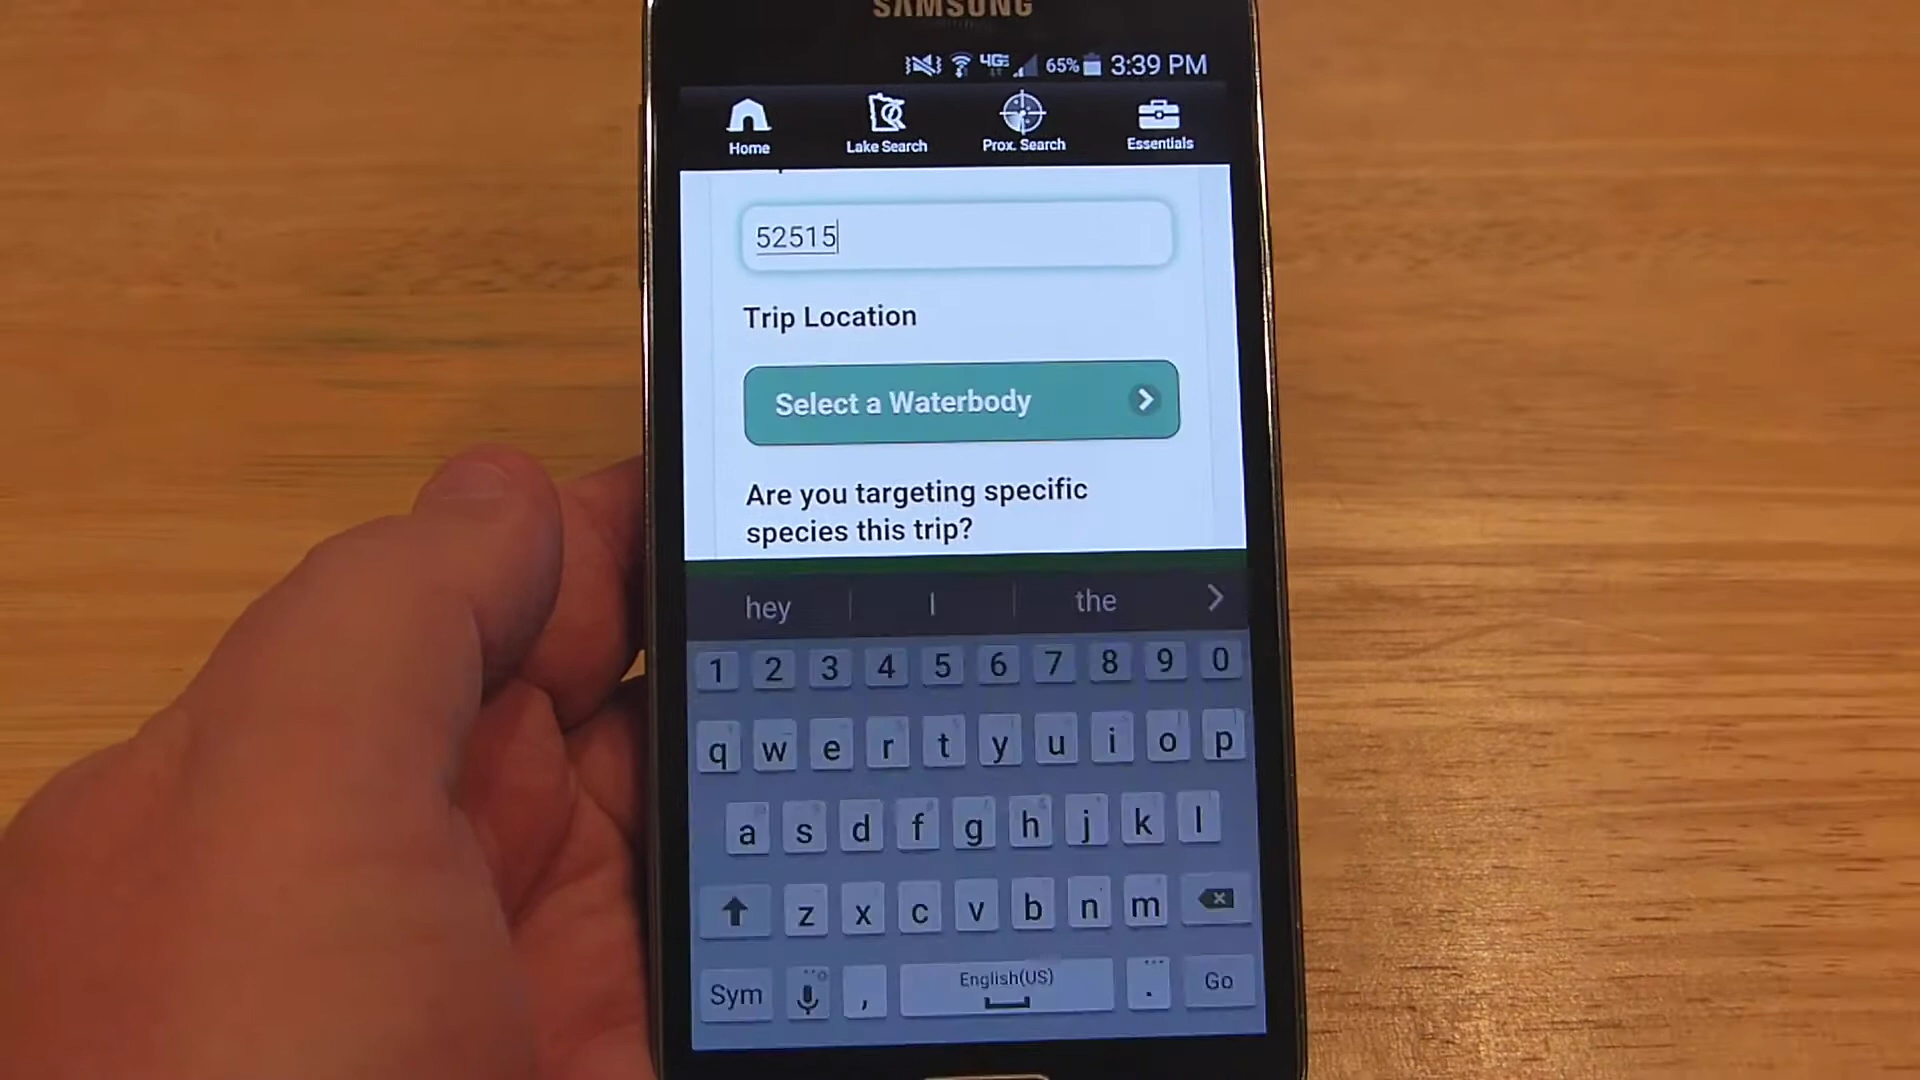 SAMSUNG
4GE 65% 3:39 PM
Home Lake Search Prox. Search Essentials
52515
Trip Location
Select a Waterbody
Are you targeting specific
species this trip?
hey I the
1 2 3 4 5 6 7 8 9 0
q w e r t y u i o p
a s d f g h j k l
z x c v b n m
Sym , English(US) . Go